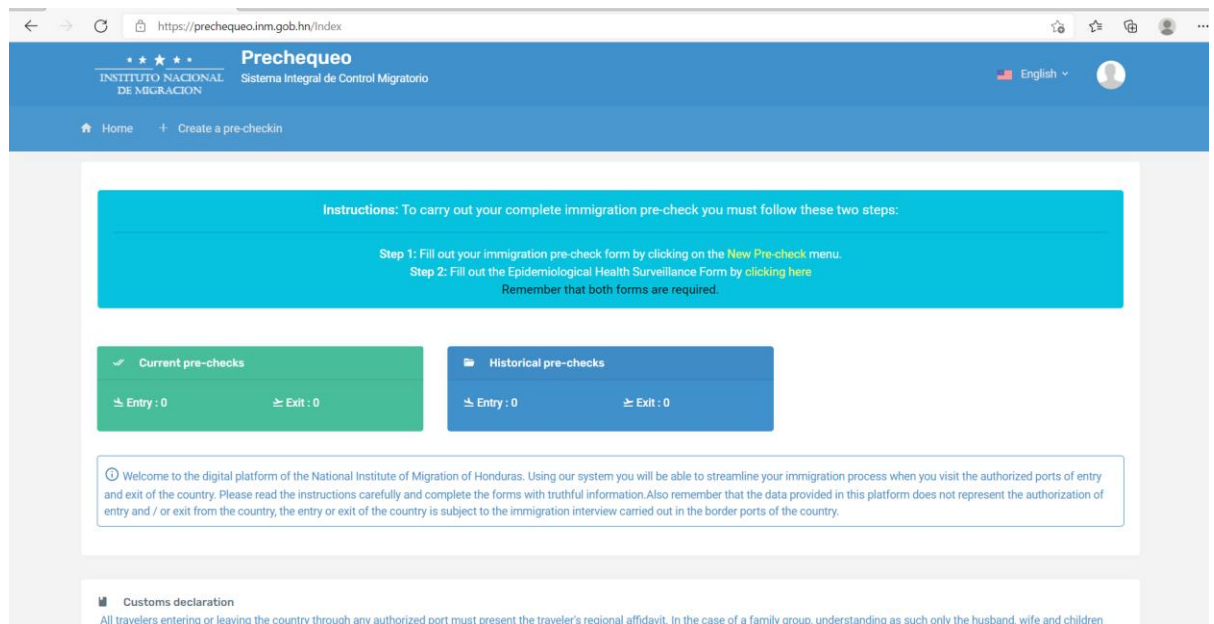 https://prechequeo.inm.gob.hn/Index
INSTITUTO NACIONAL
DE MIGRACION
Prechequeo
Sistema Integral de Control Migratorio
English
Home + Create a pre-checkin
Instructions: To carry out your complete immigration pre-check you must follow these two steps:
Step 1: Fill out your immigration pre-check form by clicking on the New Pre-check menu.
Step 2: Fill out the Epidemiological Health Surveillance Form by clicking here
Remember that both forms are required.
Current pre-checks
Entry : 0 Exit : 0
Historical pre-checks
Entry : 0 Exit : 0
Welcome to the digital platform of the National Institute of Migration of Honduras. Using our system you will be able to streamline your immigration process when you visit the authorized ports of entry
and exit of the country. Please read the instructions carefully and complete the forms with truthful information.Also remember that the data provided in this platform does not represent the authorization of
entry and / or exit from the country, the entry or exit of the country is subject to the immigration interview carried out in the border ports of the country.
Customs declaration
All travelers entering or leaving the country through any authorized port must present the traveler's regional affidavit. In the case of a family group, understanding as such only the husband, wife and children